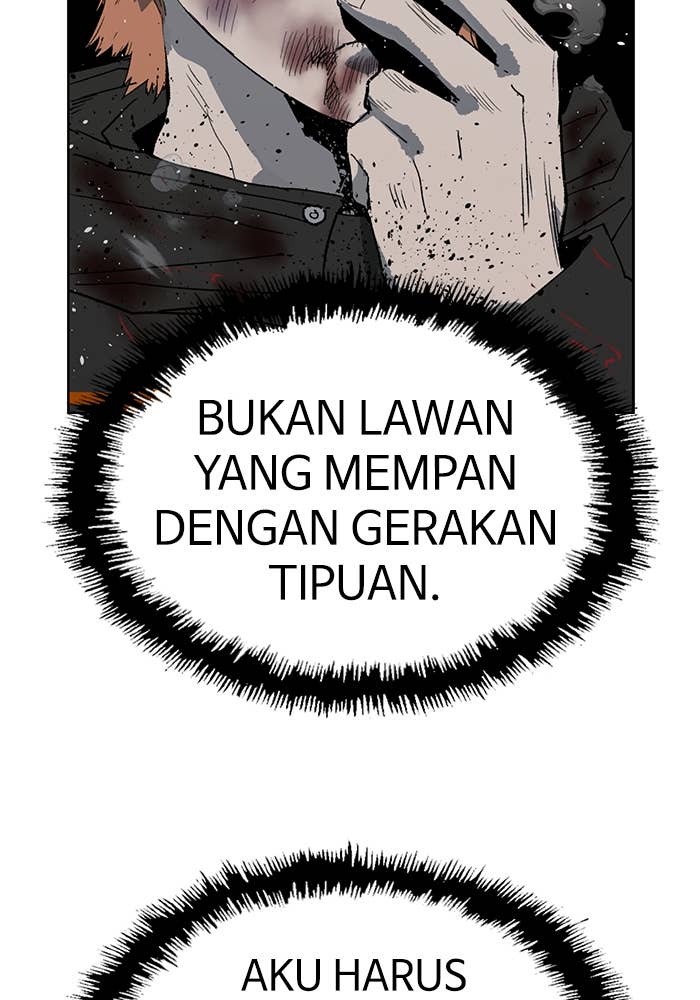 BUKAN LAWAN
YANG MEMPAN
DENGAN GERAKAN
TIPUAN.
AKU HARUS